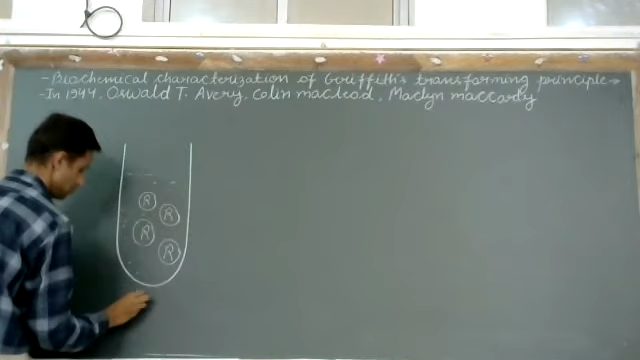 -Biochemical characterization of Griffith's transforming principle→
-In 1944, Oswald T. Avery, Colin macleod, Maclyn maccarty
R
R
R
R